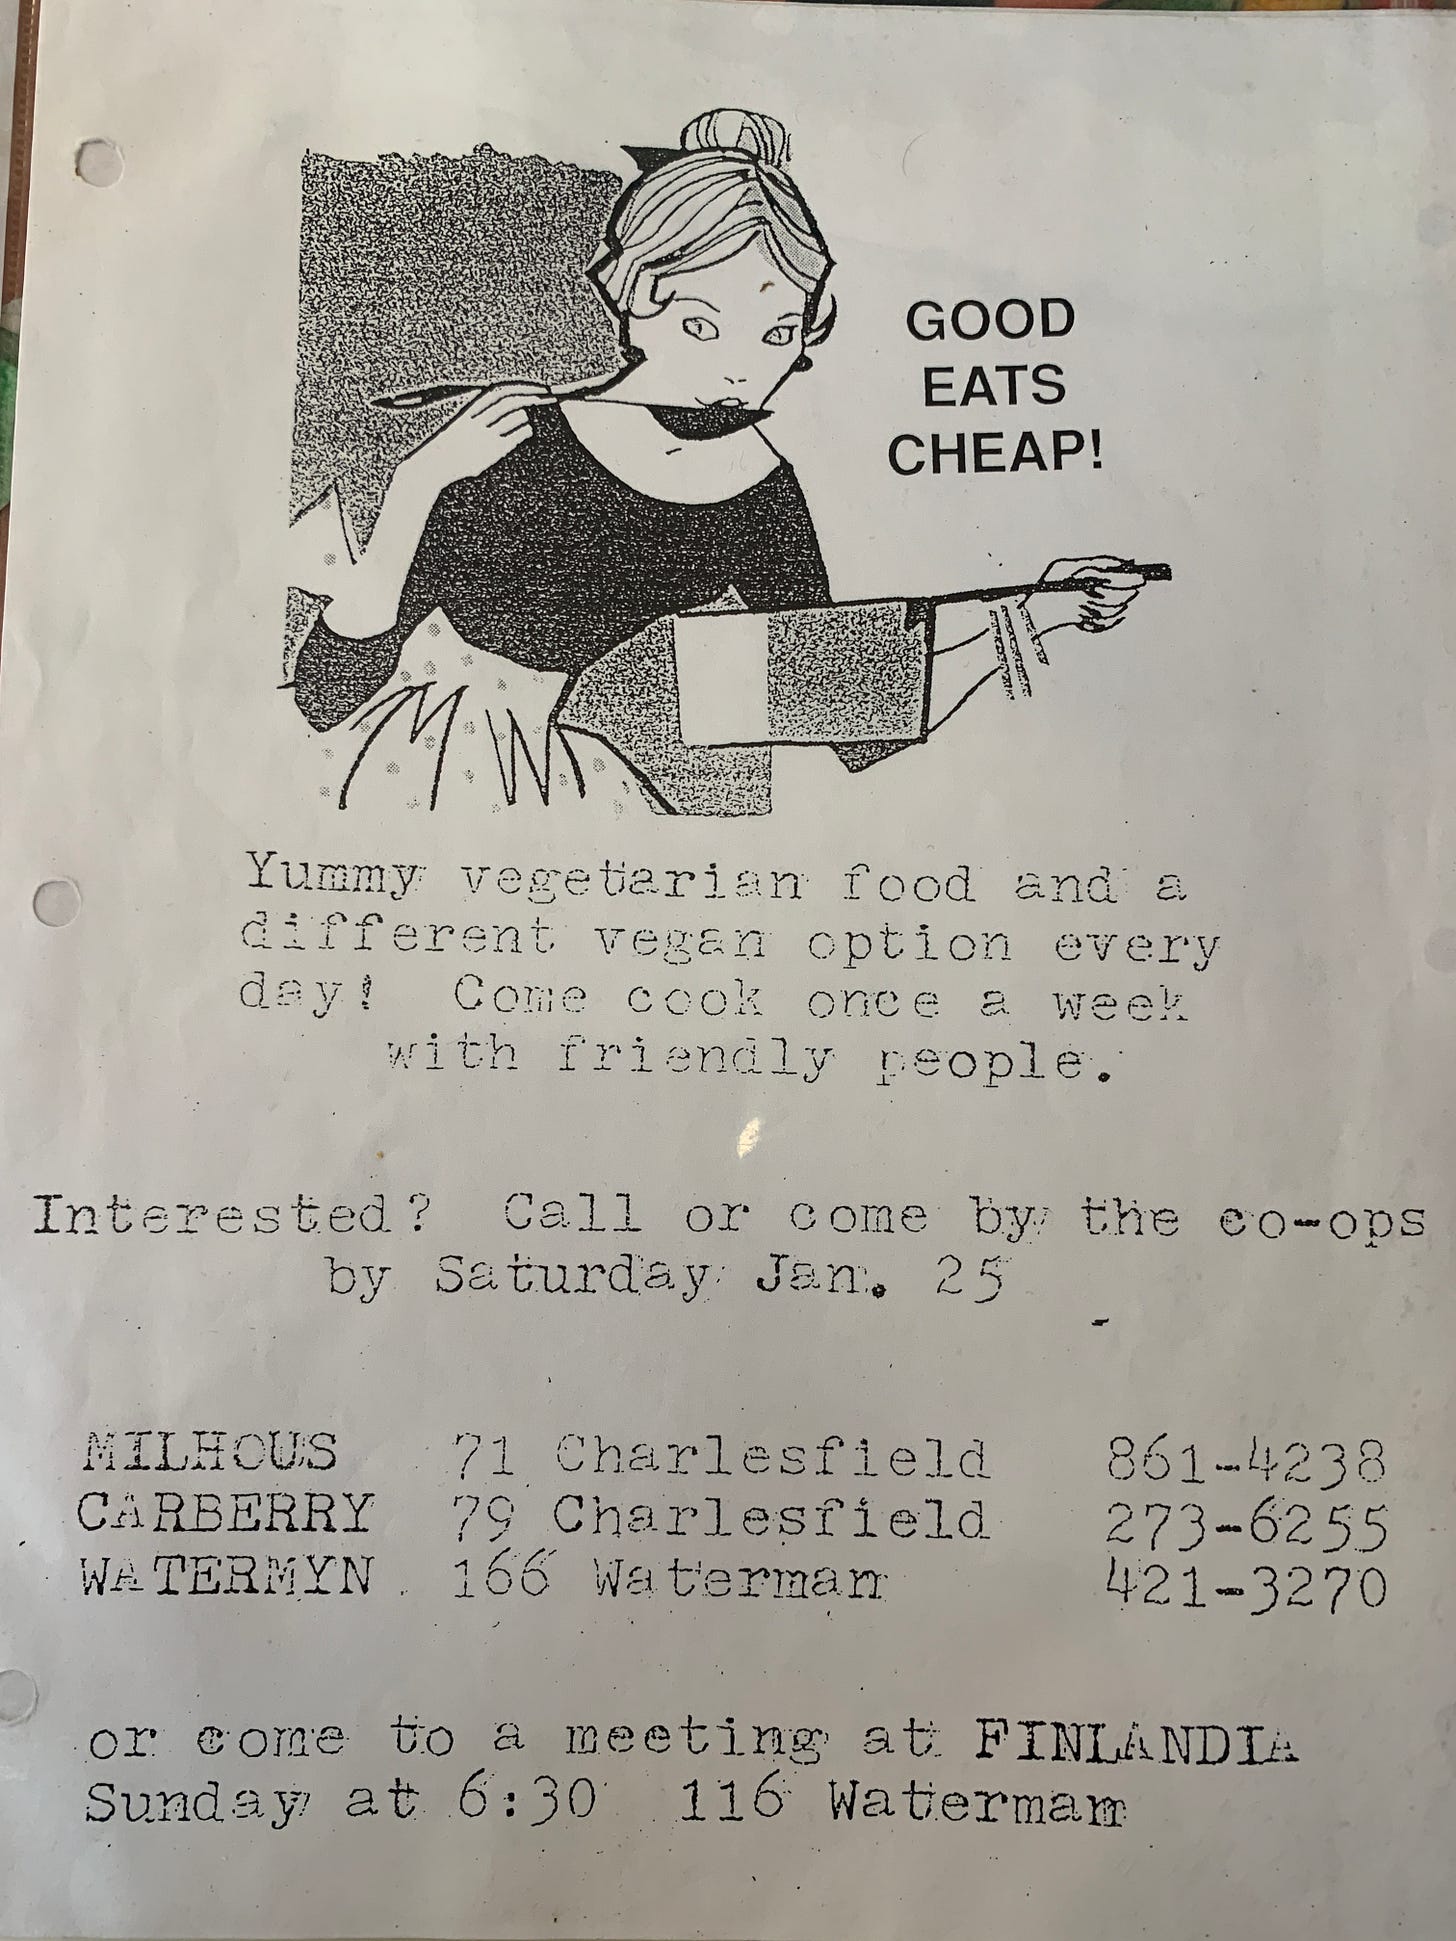 GOOD
EATS
CHEAP!
Yummy vegetarian food and a
different vegan option every
day!  Come cook once a week
with friendly people.
Interested?  Call or come by the co-ops
by Saturday Jan. 25
MILHOUS 71 Charlesfield 861-4238
CARBERRY 79 Charlesfield 273-6255
WATERMYN 166 Waterman 421-3270
or come to a meeting at FINLANDIA
Sunday at 6:30 116 Waterman